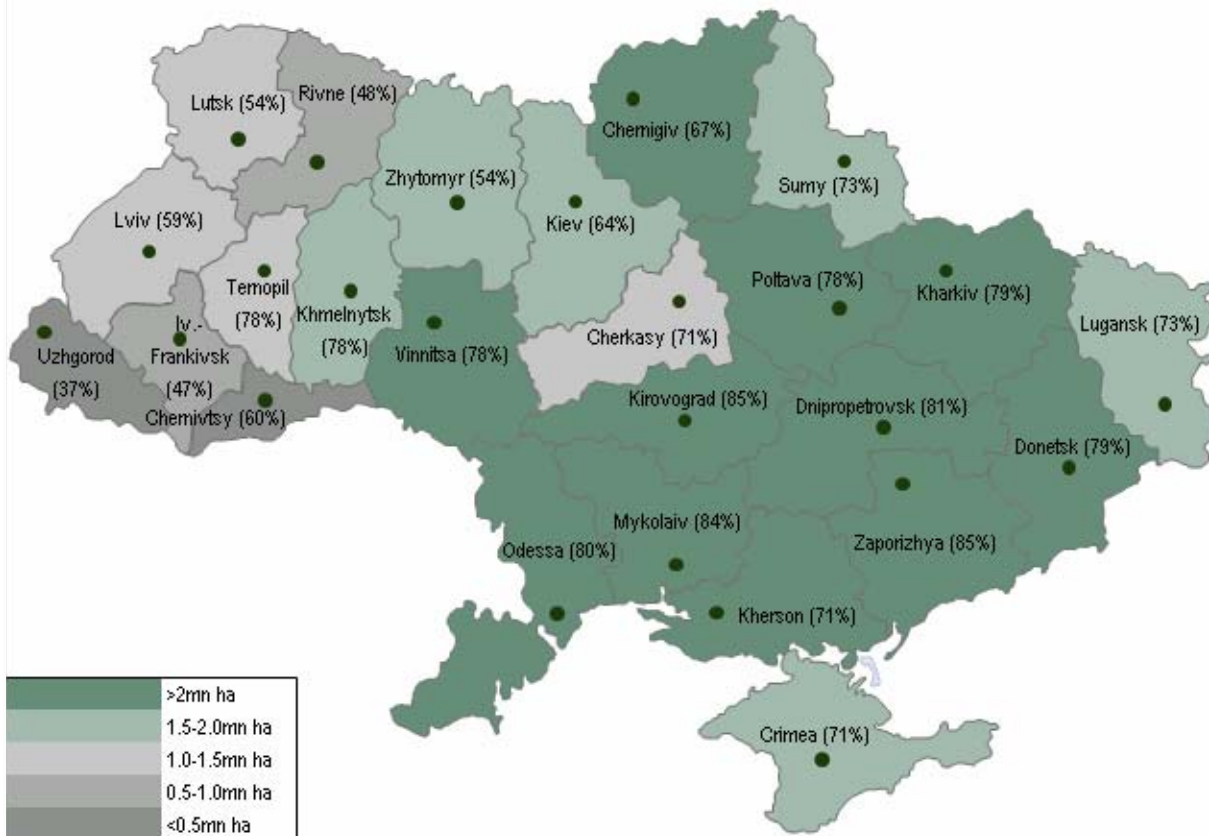 Lutsk (54%)
Rivne (48%)
Chernigiv (67%)
Zhytomyr (54%)
Sumy (73%)
Lviv (59%)
Kiev (64%)
Ternopil
(78%)
Khmelnytsk
(78%)
Poltava (78%)
Kharkiv (79%)
Lugansk (73%)
Iv.-
Frankivsk
(47%)
Uzhgorod
(37%)
Vinnitsa (78%)
Cherkasy (71%)
Chernivtsy (60%)
Kirovograd (85%)
Dnipropetrovsk (81%)
Donetsk (79%)
Mykolaiv (84%)
Odessa (80%)
Zaporizhya (85%)
Kherson (71%)
Crimea (71%)
>2mn ha
1.5-2.0mn ha
1.0-1.5mn ha
0.5-1.0mn ha
<0.5mn ha